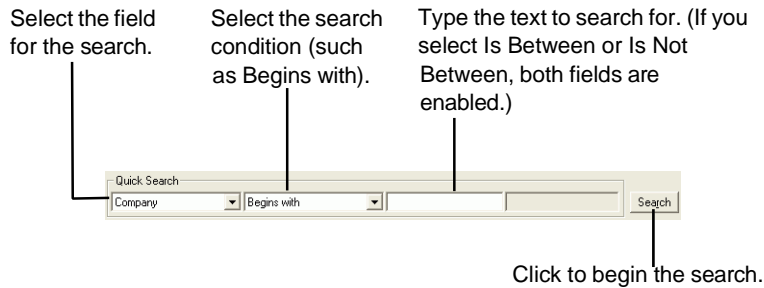 Select the field
for the search.
Select the search
condition (such
as Begins with).
Type the text to search for. (If you
select Is Between or Is Not
Between, both fields are
enabled.)
Quick Search
Company
Begins with
Search
Click to begin the search.